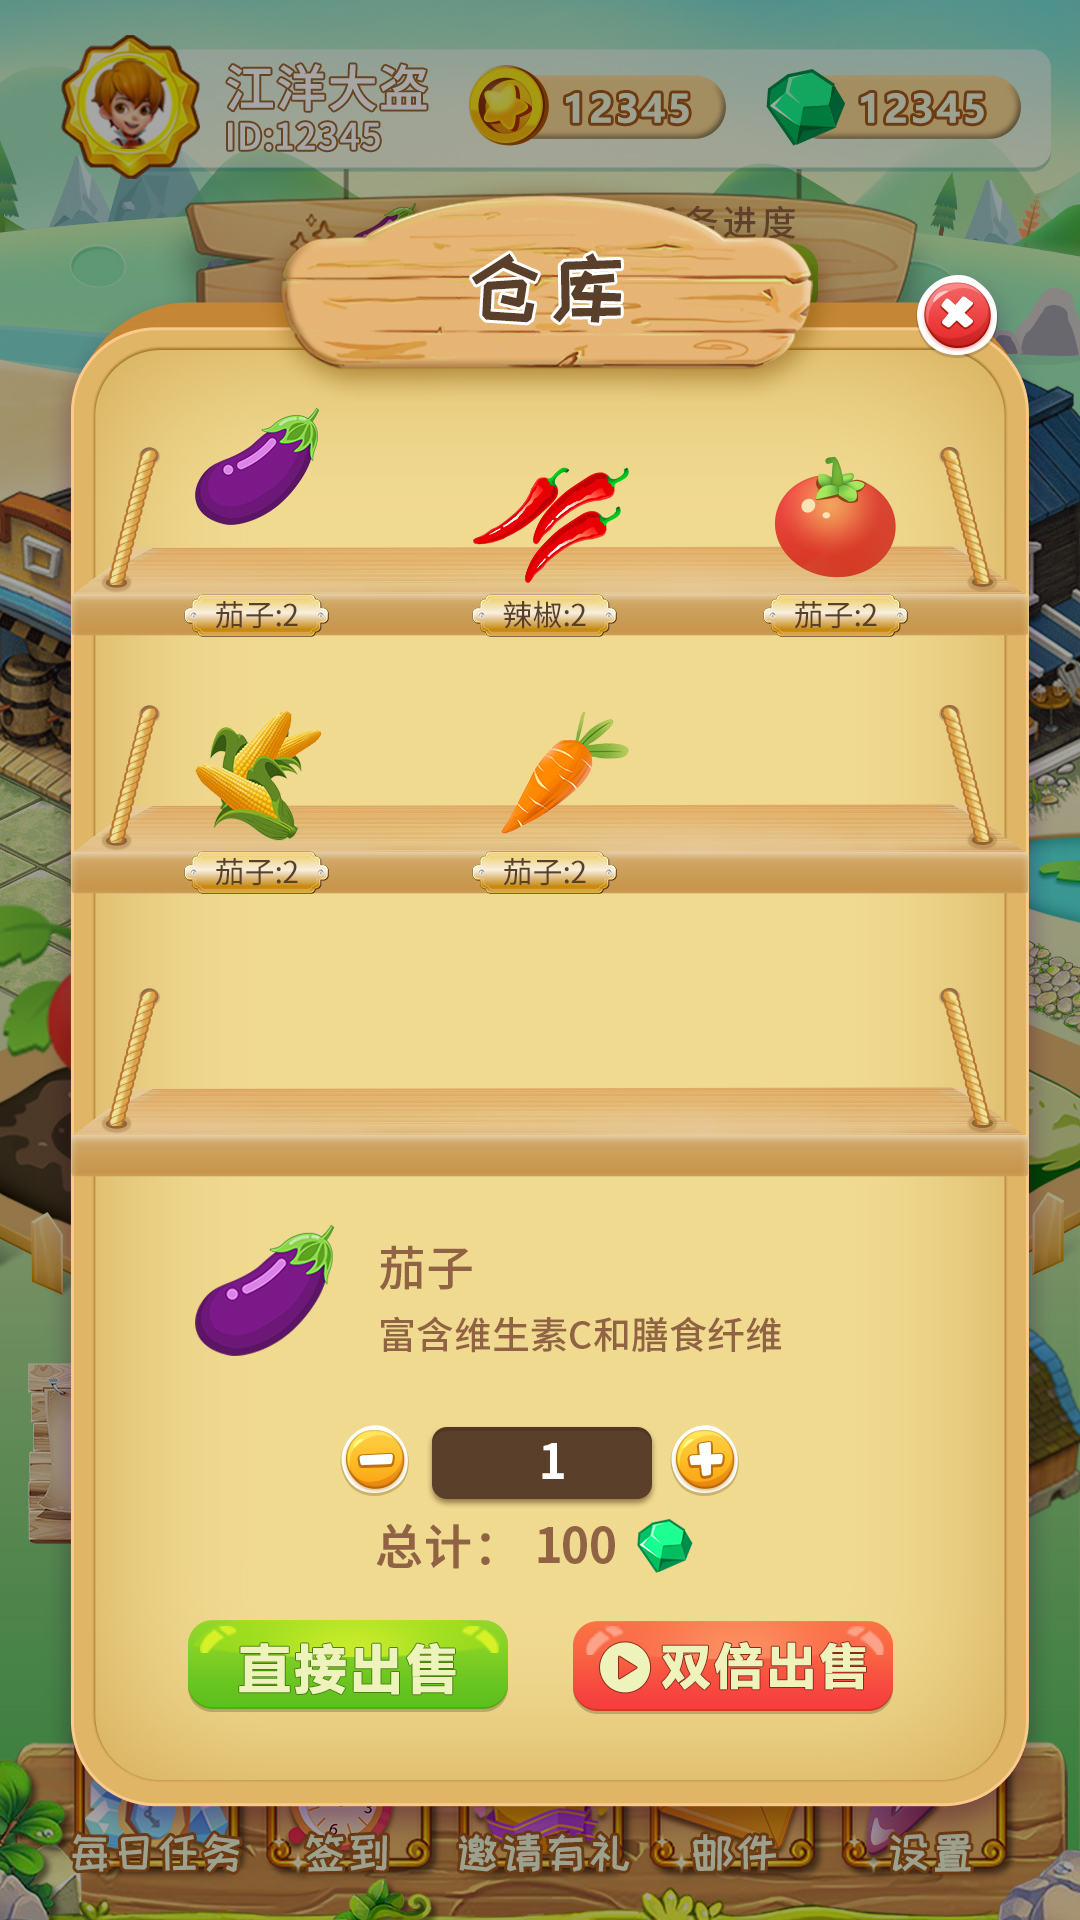 江洋大盗
ID:12345
12345
12345
务进度
仓库
茄子:2
辣椒:2
茄子:2
茄子:2
茄子:2
茄子
富含维生素C和膳食纤维
1
总计： 100
直接出售
双倍出售
每日任务
签到
邀请有礼
邮件
设置